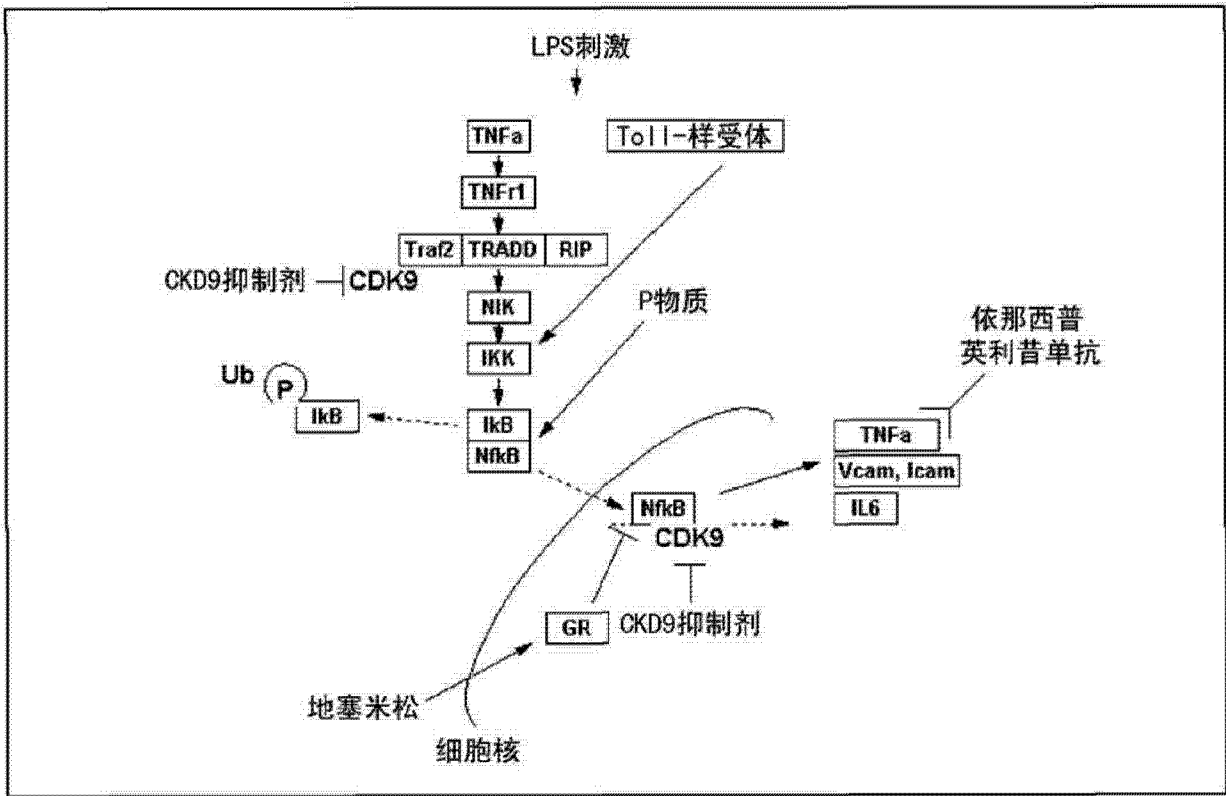 LPS刺激
TNFa
Toll-样受体
TNFr1
Traf2 TRADD RIP
CKD9抑制剂 CDK9
NIK
P物质
依那西普
英利昔单抗
IKK
Ub P
IkB
IkB
NfkB
TNFa
Vcam, Icam
IL6
NfkB
CDK9
GR
CKD9抑制剂
地塞米松
细胞核